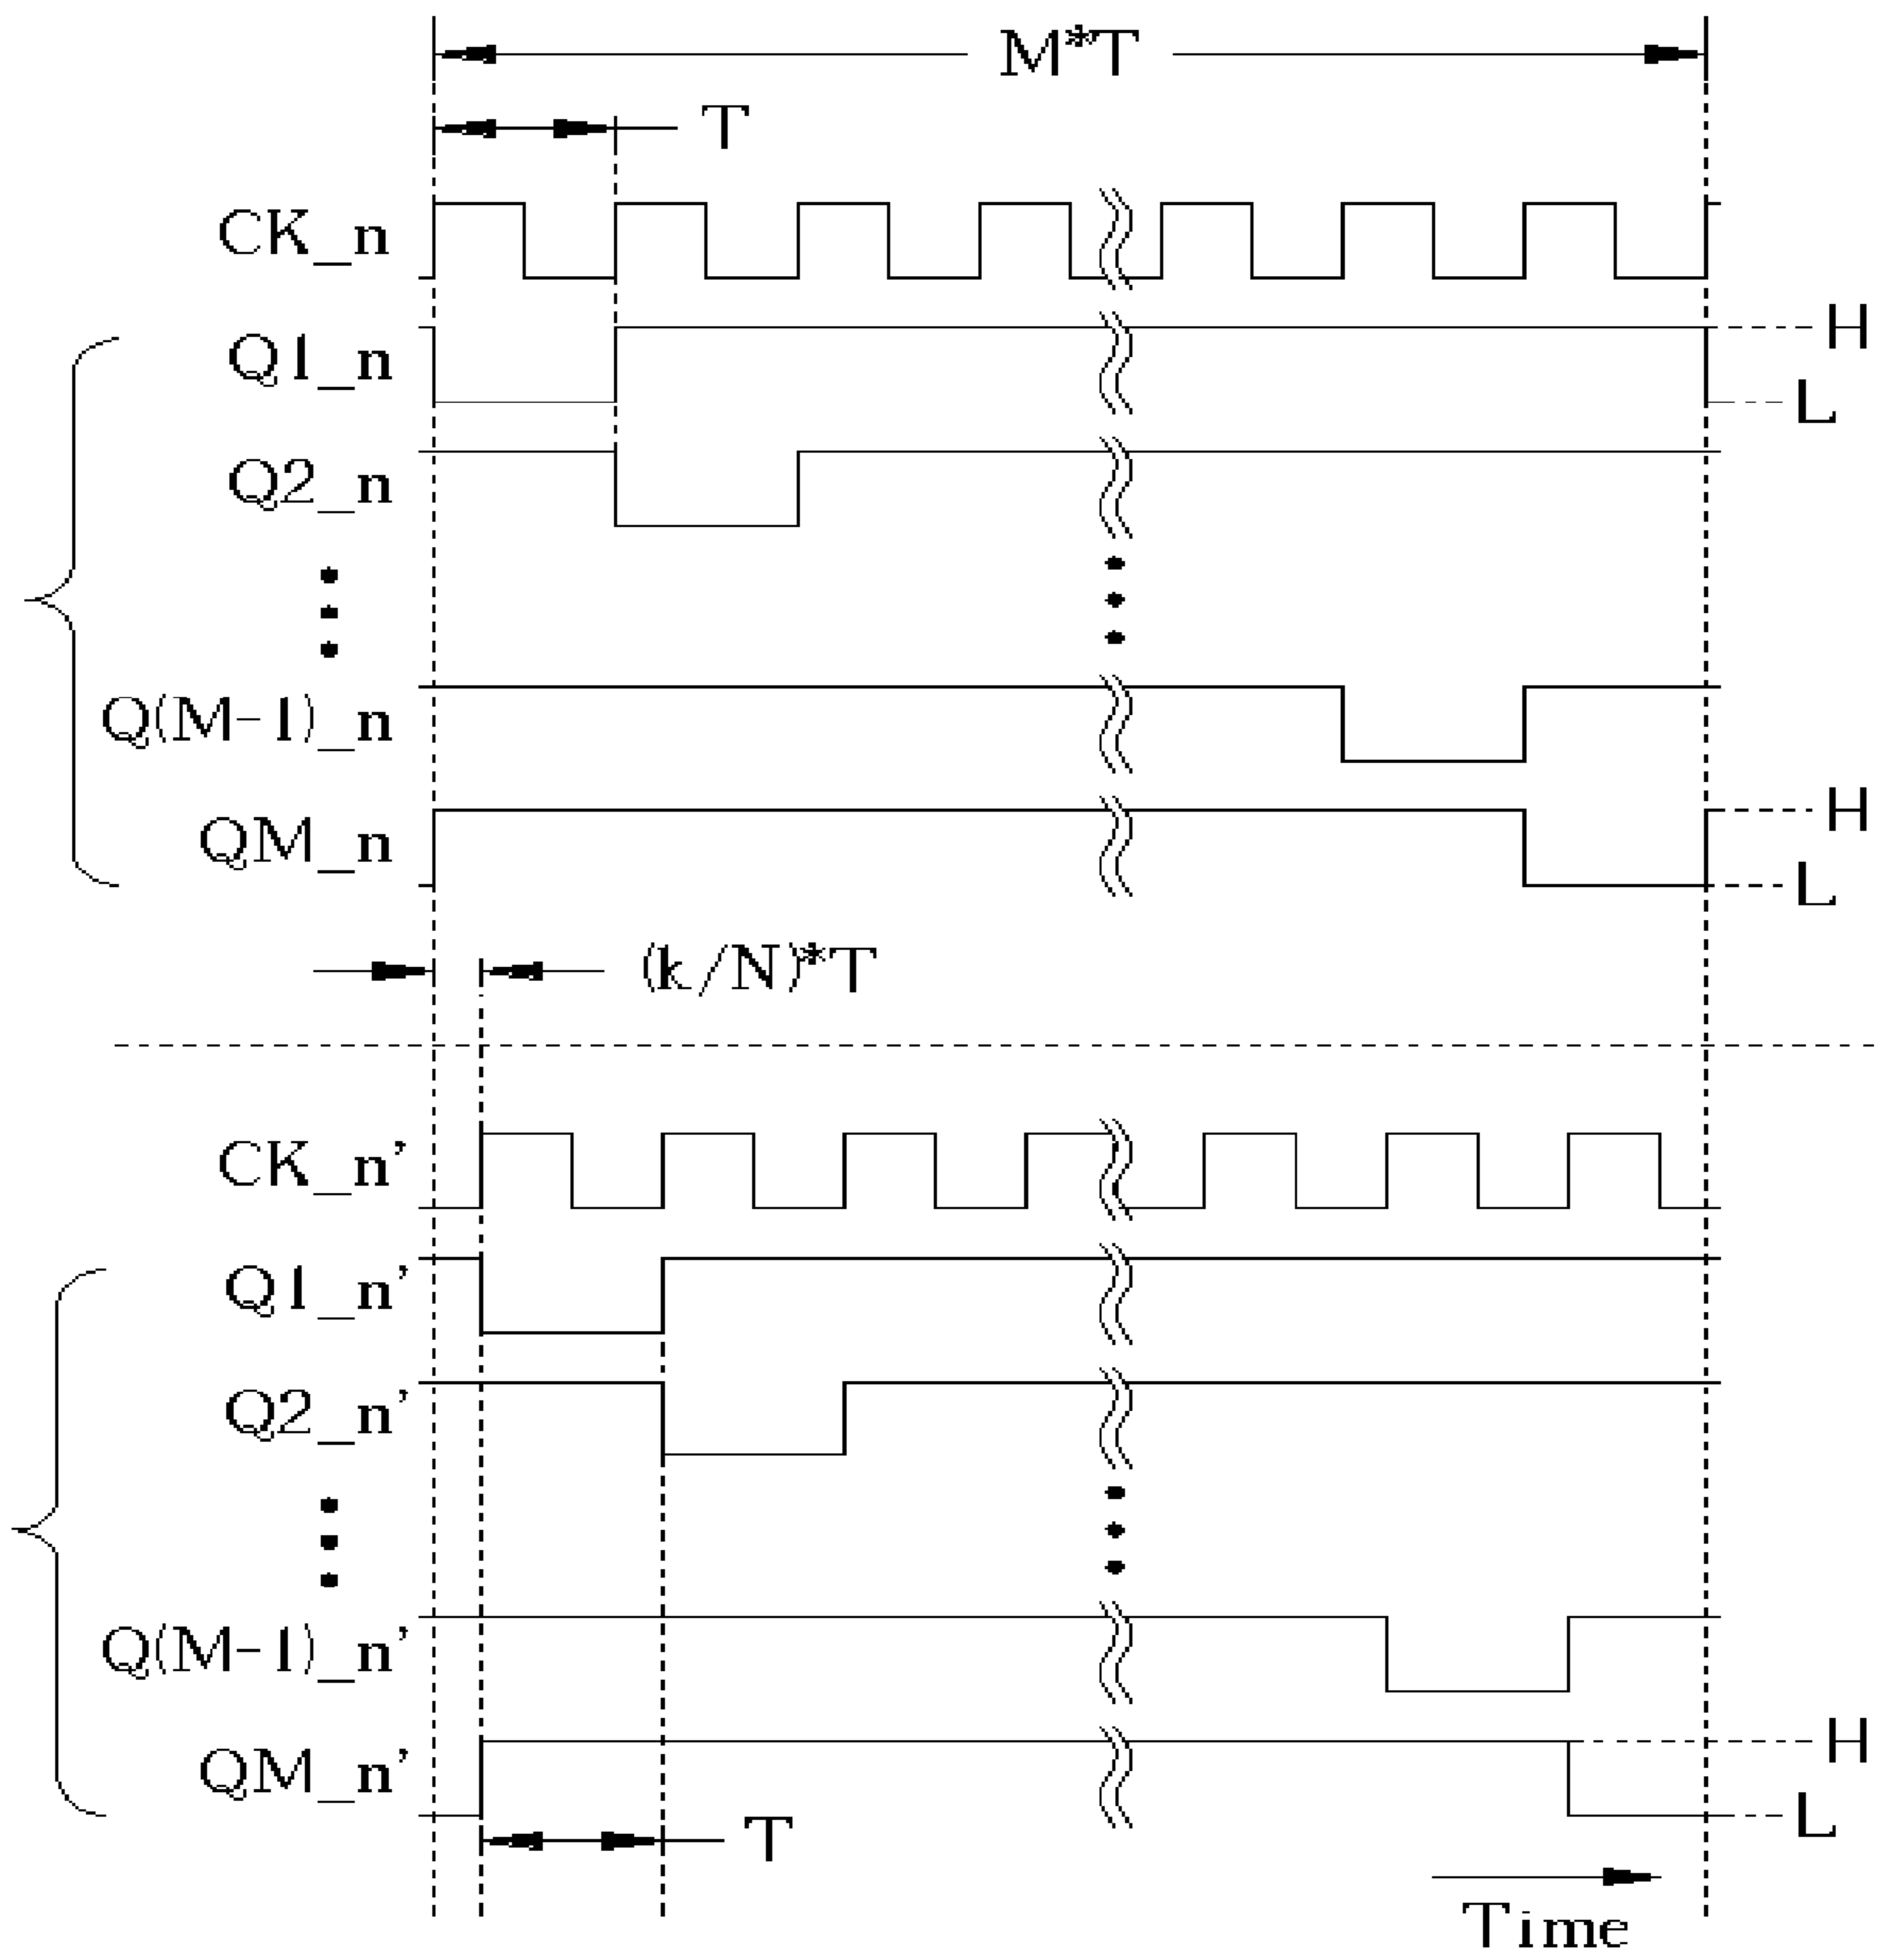 M*T
T
CK_n
Q1_n
H
L
Q2_n
Q(M-1)_n
QM_n
H
L
(k/N)*T
CK_n'
Q1_n'
Q2_n'
Q(M-1)_n'
QM_n'
H
L
T
Time